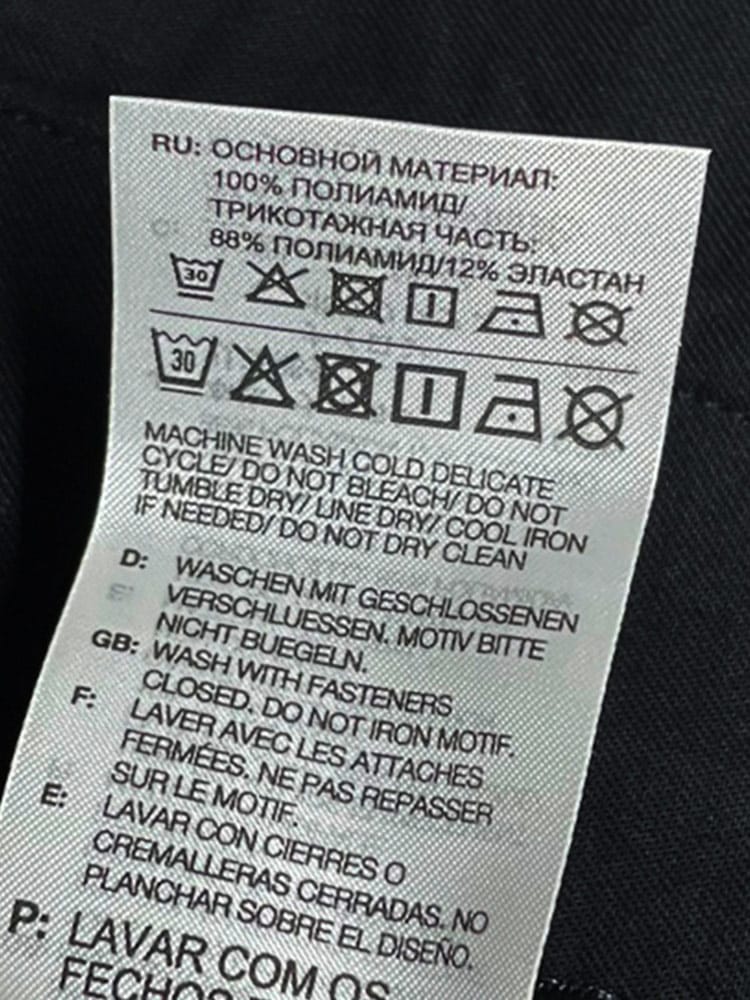 RU: ОСНОВНОЙ МАТЕРИАЛ:
100% ПОЛИАМИД/
ТРИКОТАЖНАЯ ЧАСТЬ:
88% ПОЛИАМИД/12% ЭЛАСТАН
30
30
MACHINE WASH COLD DELICATE
CYCLE/ DO NOT BLEACH/ DO NOT
TUMBLE DRY/ LINE DRY/ COOL IRON
IF NEEDED/ DO NOT DRY CLEAN
D: WASCHEN MIT GESCHLOSSENEN
VERSCHLUESSEN. MOTIV BITTE
NICHT BUEGELN.
GB: WASH WITH FASTENERS
CLOSED. DO NOT IRON MOTIF.
F: LAVER AVEC LES ATTACHES
FERMÉES. NE PAS REPASSER
SUR LE MOTIF.
E: LAVAR CON CIERRES O
CREMALLERAS CERRADAS. NO
PLANCHAR SOBRE EL DISEÑO.
P: LAVAR COM OS
FECHOS